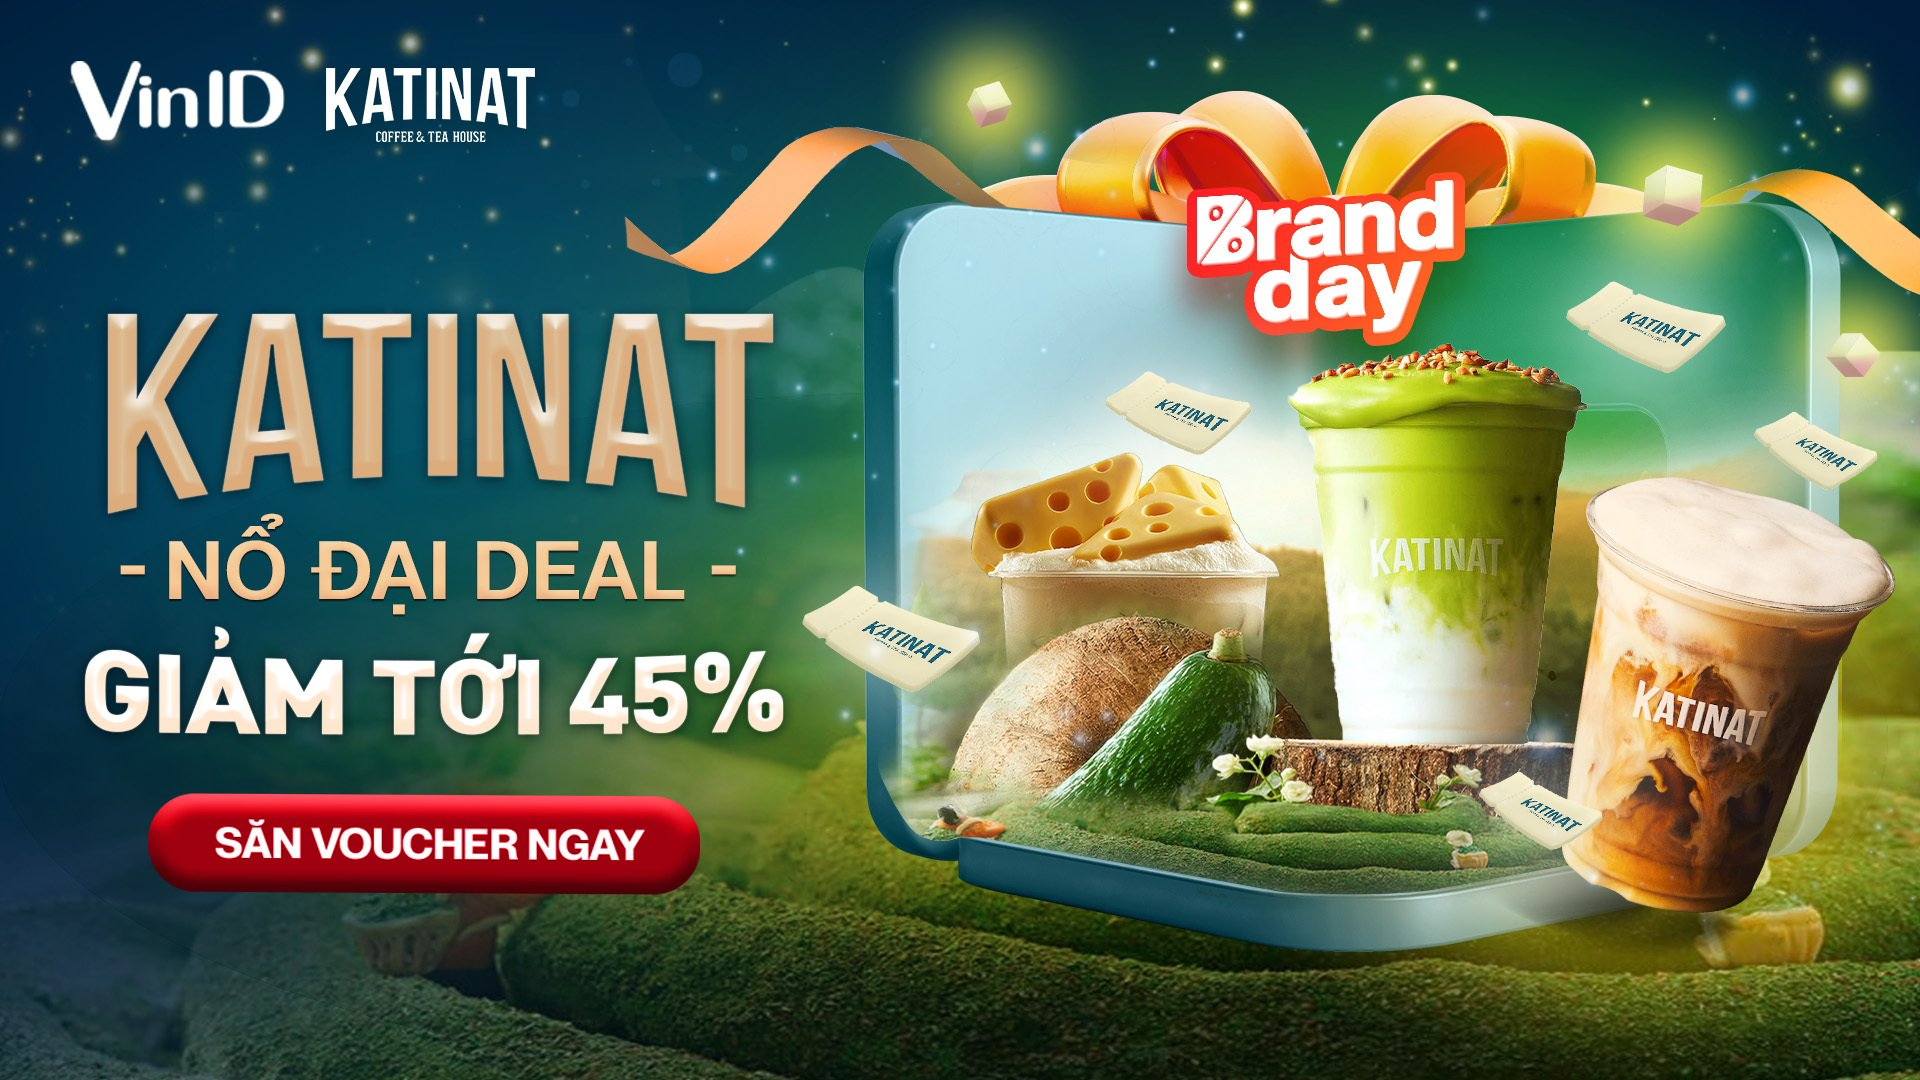 VinID
KATINAT
COFFEE & TEA HOUSE
Brand
day
KATINAT
- NỔ ĐẠI DEAL -
GIẢM TỚI 45%
SĂN VOUCHER NGAY
KATINAT
KATINAT
KATINAT
KATINAT
KATINAT
KATINAT
KATINAT